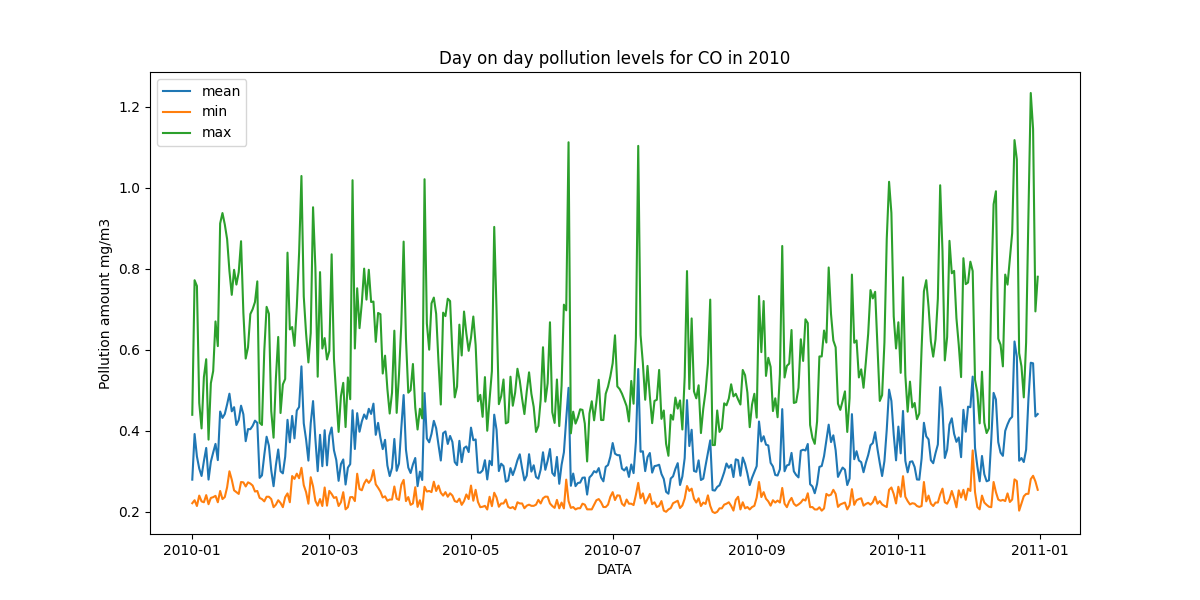 Day on day pollution levels for CO in 2010
mean
min
max
Pollution amount mg/m3
1.2
1.0
0.8
0.6
0.4
0.2
2010-01
2010-03
2010-05
2010-07
2010-09
2010-11
2011-01
DATA